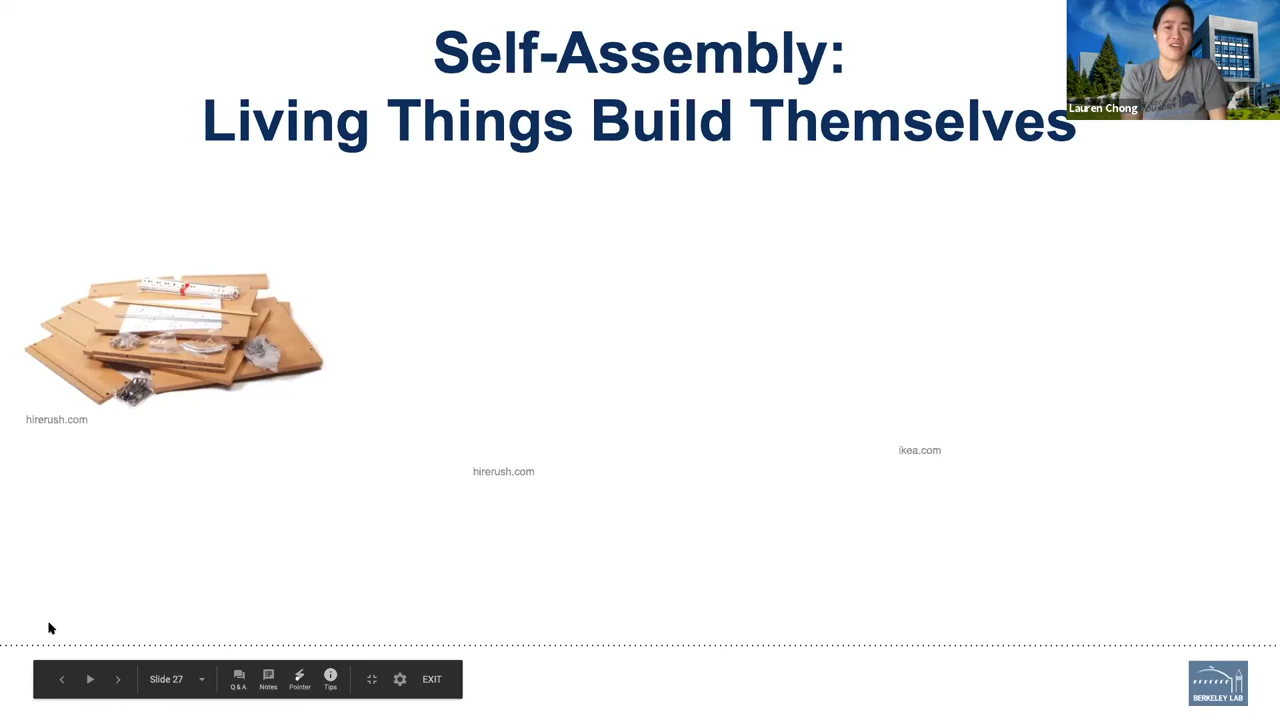 Self-Assembly:
Living Things Build Themselves
Lauren Chong
hirerush.com
ikea.com
hirerush.com
Slide 27
Q & A
Notes
Pointer
Tips
EXIT
BERKELEY LAB